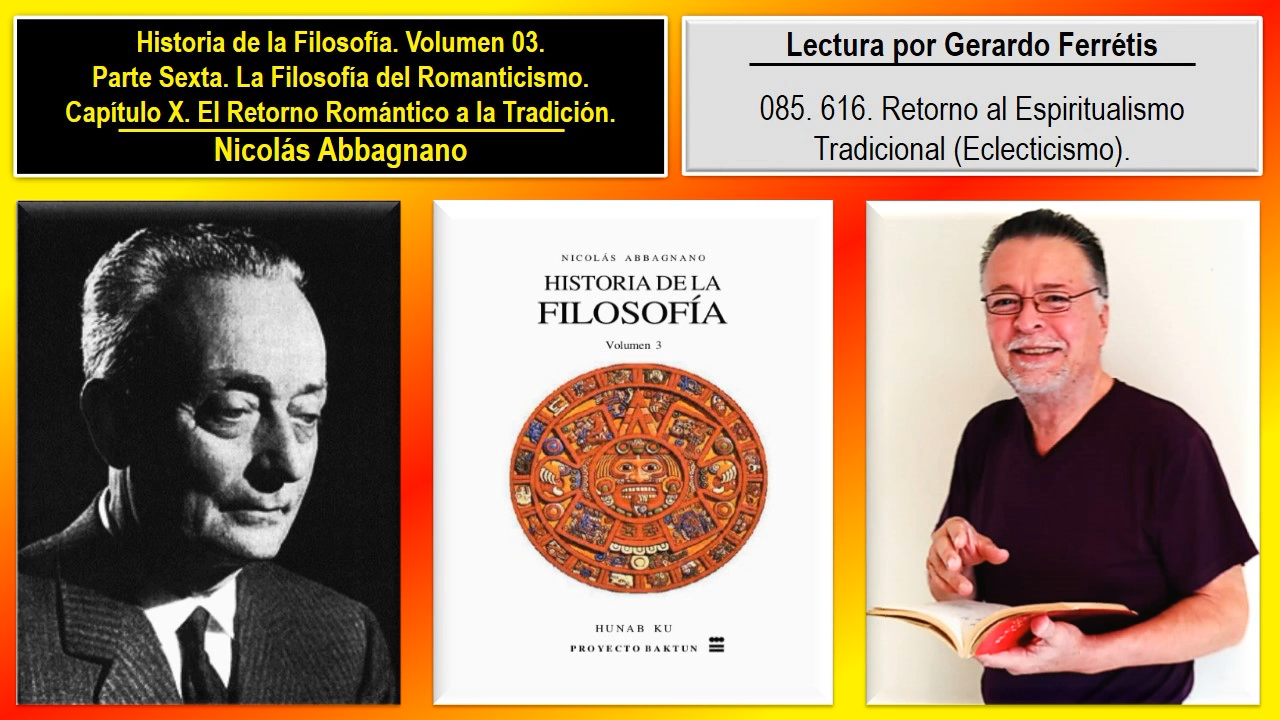 Historia de la Filosofía. Volumen 03.
Parte Sexta. La Filosofía del Romanticismo.
Capítulo X. El Retorno Romántico a la Tradición.
Nicolás Abbagnano
Lectura por Gerardo Ferrétis
085. 616. Retorno al Espiritualismo
Tradicional (Eclecticismo).
NICOLÁS ABBAGNANO
HISTORIA DE LA
FILOSOFÍA
Volumen 3
HUNAB KU
PROYECTO BAKTUN